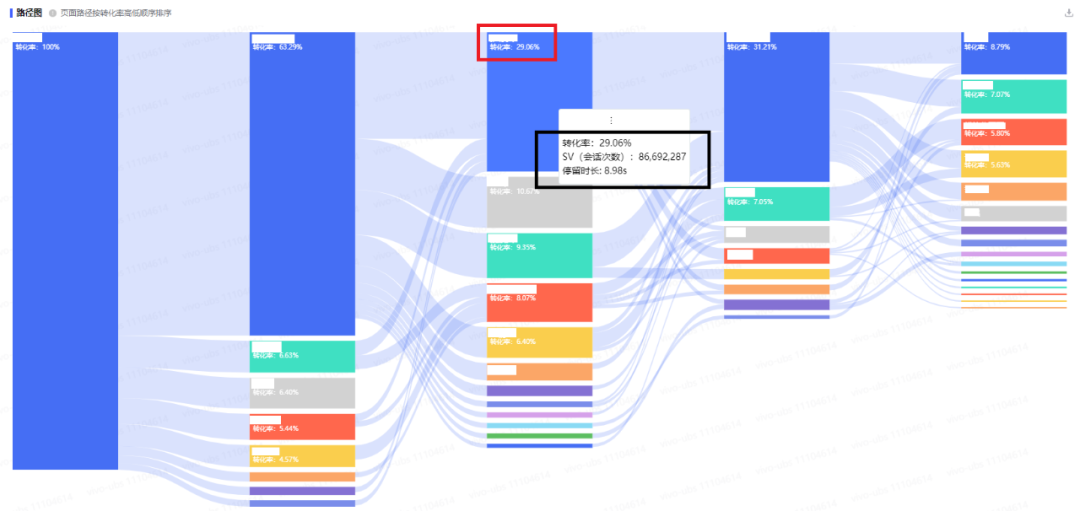 路径图 页面路径按转化率高低顺序排序
转化率：100%
转化率：63.29%
转化率：6.63%
转化率：6.40%
转化率：5.44%
转化率：4.57%
转化率：29.06%
转化率：10.67%
转化率：9.35%
转化率：8.07%
转化率：6.40%
转化率：29.06%
SV（会话次数）：86,692,287
停留时长: 8.98s
转化率：31.21%
转化率：7.05%
转化率：8.79%
转化率：7.07%
转化率：5.80%
转化率：5.63%